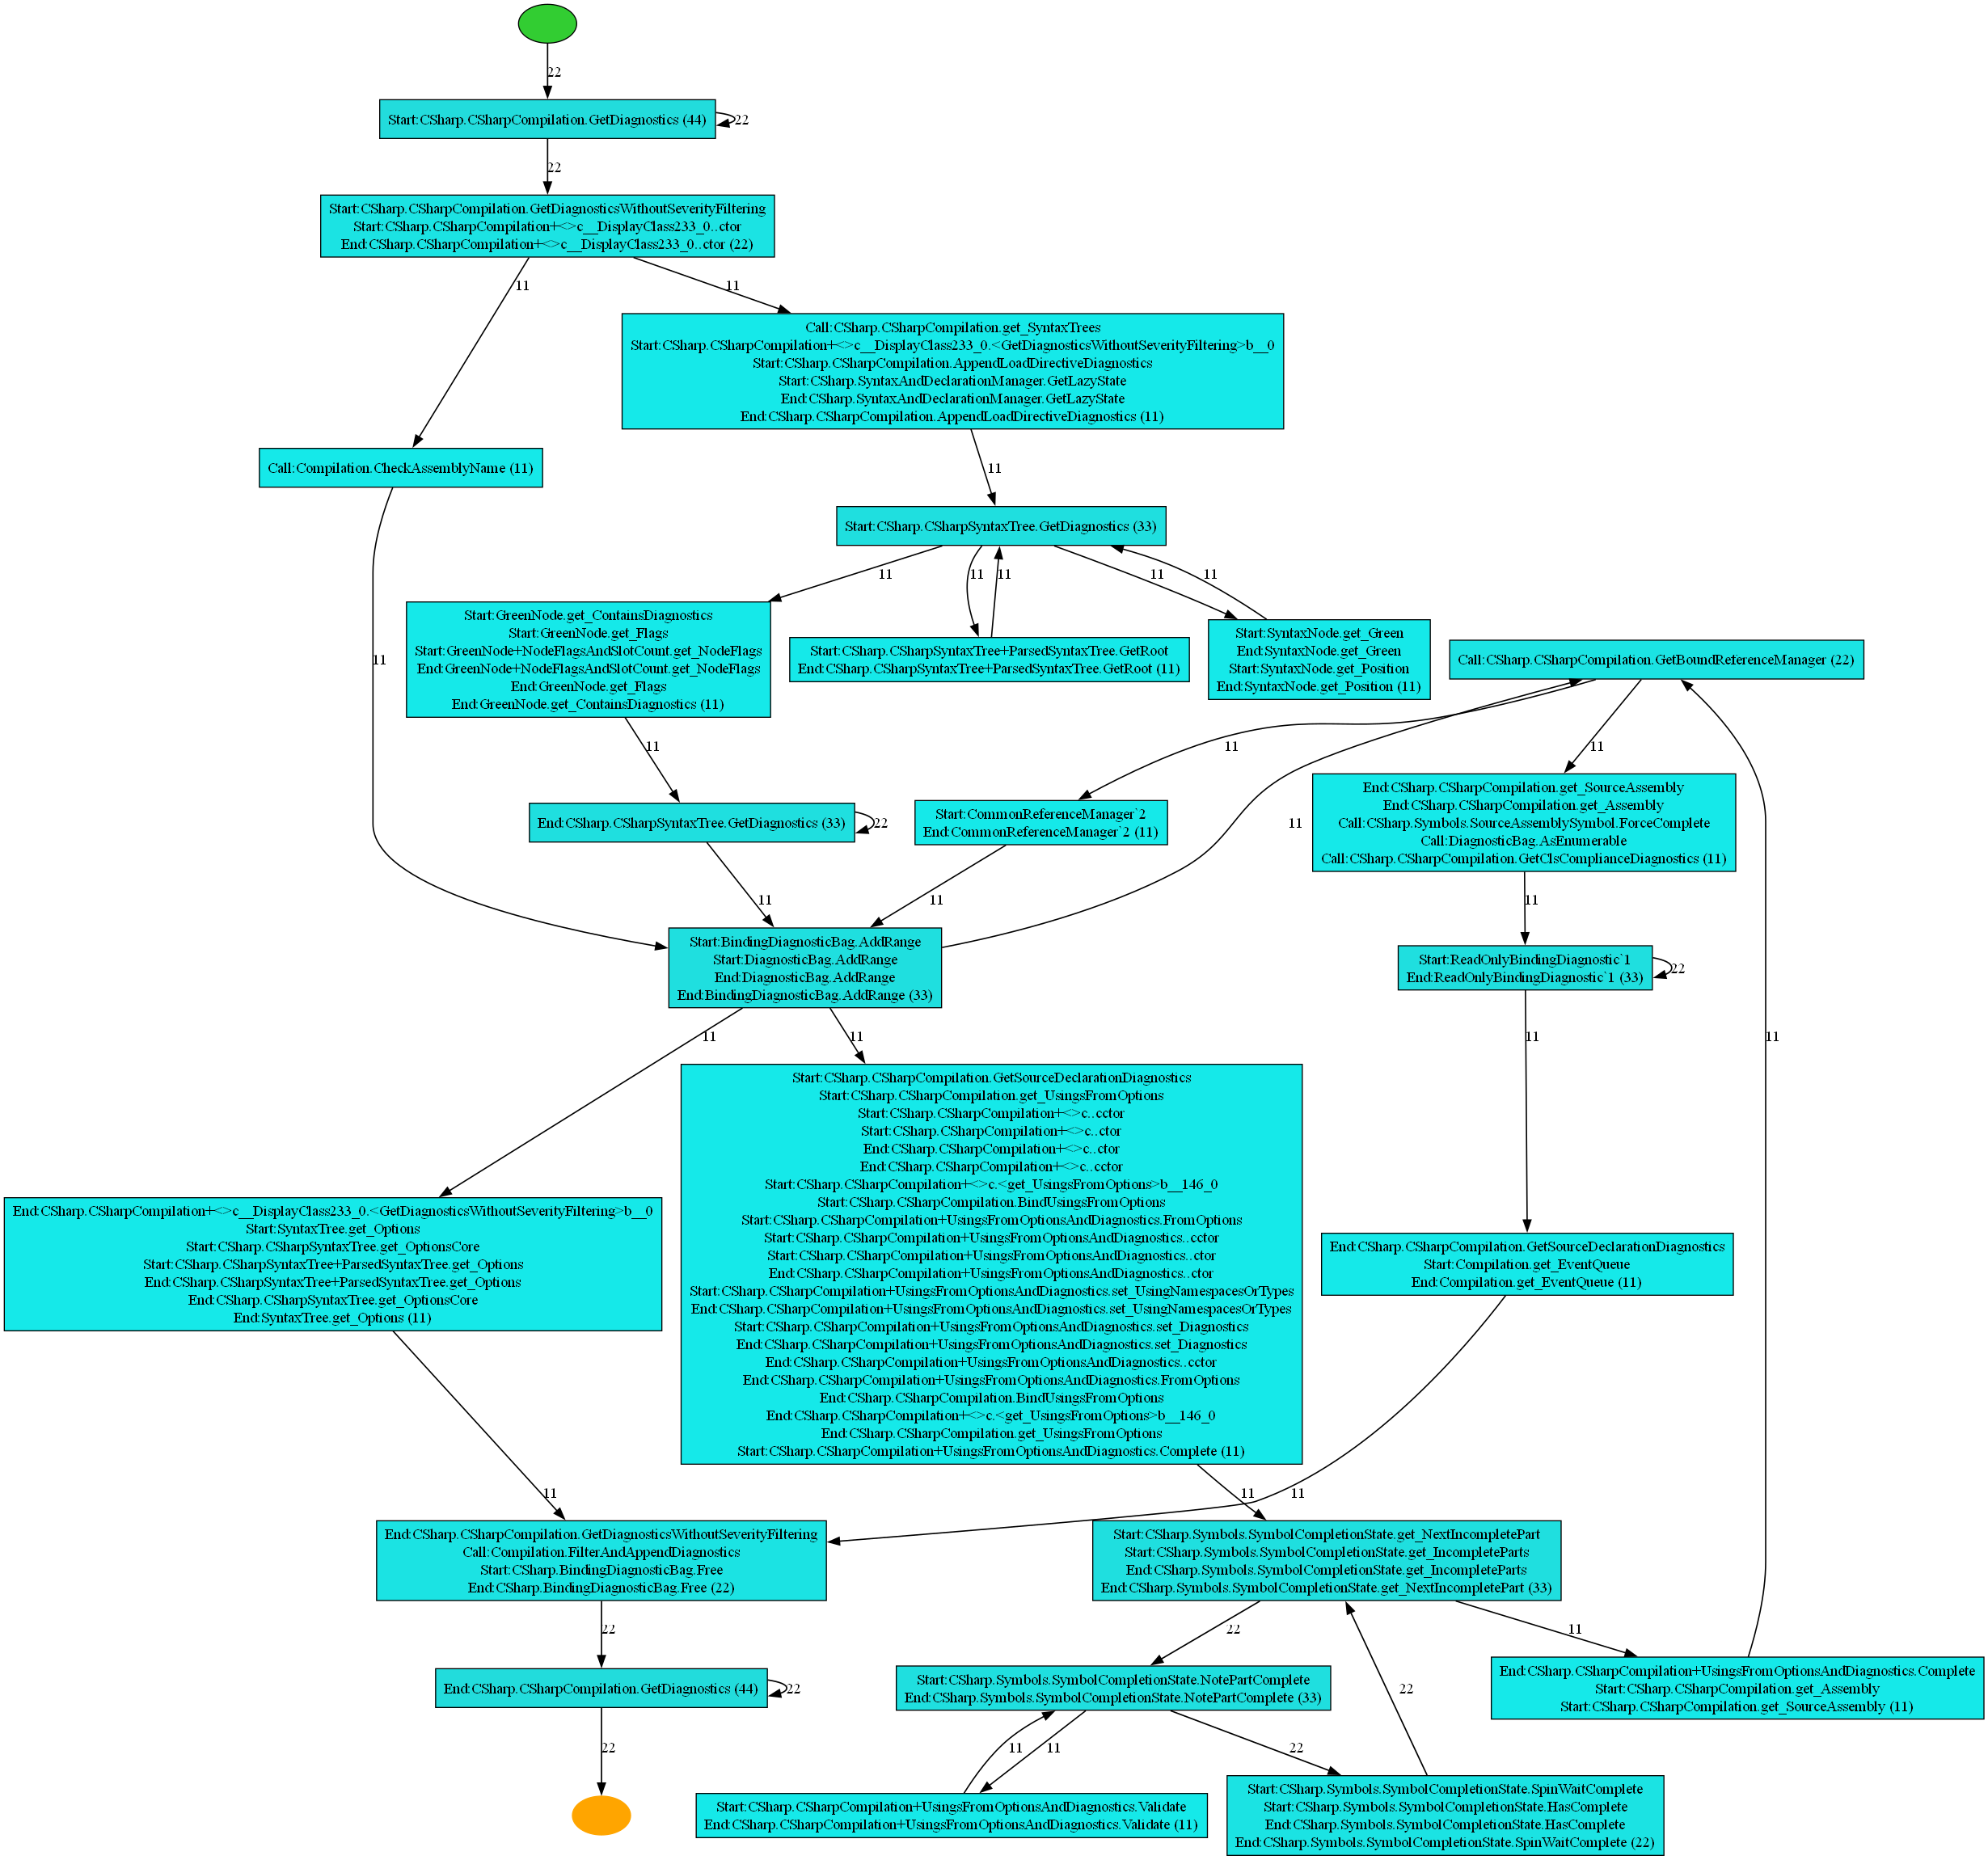 22
Start:CSharp.CSharpCompilation.GetDiagnostics (44)
22
22
Start:CSharp.CSharpCompilation.GetDiagnosticsWithoutSeverityFiltering
Start:CSharp.CSharpCompilation+<>c__DisplayClass233_0..ctor
End:CSharp.CSharpCompilation+<>c__DisplayClass233_0..ctor (22)
11
11
Call:CSharp.CSharpCompilation.get_SyntaxTrees
Start:CSharp.CSharpCompilation+<>c__DisplayClass233_0.<GetDiagnosticsWithoutSeverityFiltering>b__0
Start:CSharp.CSharpCompilation.AppendLoadDirectiveDiagnostics
Start:CSharp.SyntaxAndDeclarationManager.GetLazyState
End:CSharp.SyntaxAndDeclarationManager.GetLazyState
End:CSharp.CSharpCompilation.AppendLoadDirectiveDiagnostics (11)
Call:Compilation.CheckAssemblyName (11)
11
Start:CSharp.CSharpSyntaxTree.GetDiagnostics (33)
11
11
11
11
11
Start:GreenNode.get_ContainsDiagnostics
Start:GreenNode.get_Flags
Start:GreenNode+NodeFlagsAndSlotCount.get_NodeFlags
End:GreenNode+NodeFlagsAndSlotCount.get_NodeFlags
End:GreenNode.get_Flags
End:GreenNode.get_ContainsDiagnostics (11)
Start:CSharp.CSharpSyntaxTree+ParsedSyntaxTree.GetRoot
End:CSharp.CSharpSyntaxTree+ParsedSyntaxTree.GetRoot (11)
Start:SyntaxNode.get_Green
End:SyntaxNode.get_Green
Start:SyntaxNode.get_Position
End:SyntaxNode.get_Position (11)
Call:CSharp.CSharpCompilation.GetBoundReferenceManager (22)
11
11
11
11
End:CSharp.CSharpCompilation.get_SourceAssembly
End:CSharp.CSharpCompilation.get_Assembly
Call:CSharp.Symbols.SourceAssemblySymbol.ForceComplete
Call:DiagnosticBag.AsEnumerable
Call:CSharp.CSharpCompilation.GetClsComplianceDiagnostics (11)
End:CSharp.CSharpSyntaxTree.GetDiagnostics (33)
22
Start:CommonReferenceManager`2
End:CommonReferenceManager`2 (11)
11
11
11
11
Start:BindingDiagnosticBag.AddRange
Start:DiagnosticBag.AddRange
End:DiagnosticBag.AddRange
End:BindingDiagnosticBag.AddRange (33)
Start:ReadOnlyBindingDiagnostic`1
End:ReadOnlyBindingDiagnostic`1 (33)
22
11
11
11
11
Start:CSharp.CSharpCompilation.GetSourceDeclarationDiagnostics
Start:CSharp.CSharpCompilation.get_UsingsFromOptions
Start:CSharp.CSharpCompilation+<>c..cctor
Start:CSharp.CSharpCompilation+<>c..ctor
End:CSharp.CSharpCompilation+<>c..ctor
End:CSharp.CSharpCompilation+<>c..cctor
Start:CSharp.CSharpCompilation+<>c.<get_UsingsFromOptions>b__146_0
Start:CSharp.CSharpCompilation.BindUsingsFromOptions
Start:CSharp.CSharpCompilation+UsingsFromOptionsAndDiagnostics.FromOptions
Start:CSharp.CSharpCompilation+UsingsFromOptionsAndDiagnostics..cctor
Start:CSharp.CSharpCompilation+UsingsFromOptionsAndDiagnostics..ctor
End:CSharp.CSharpCompilation+UsingsFromOptionsAndDiagnostics..ctor
Start:CSharp.CSharpCompilation+UsingsFromOptionsAndDiagnostics.set_UsingNamespacesOrTypes
End:CSharp.CSharpCompilation+UsingsFromOptionsAndDiagnostics.set_UsingNamespacesOrTypes
Start:CSharp.CSharpCompilation+UsingsFromOptionsAndDiagnostics.set_Diagnostics
End:CSharp.CSharpCompilation+UsingsFromOptionsAndDiagnostics.set_Diagnostics
End:CSharp.CSharpCompilation+UsingsFromOptionsAndDiagnostics..cctor
End:CSharp.CSharpCompilation+UsingsFromOptionsAndDiagnostics.FromOptions
End:CSharp.CSharpCompilation.BindUsingsFromOptions
End:CSharp.CSharpCompilation+<>c.<get_UsingsFromOptions>b__146_0
End:CSharp.CSharpCompilation.get_UsingsFromOptions
Start:CSharp.CSharpCompilation+UsingsFromOptionsAndDiagnostics.Complete (11)
End:CSharp.CSharpCompilation+<>c__DisplayClass233_0.<GetDiagnosticsWithoutSeverityFiltering>b__0
Start:SyntaxTree.get_Options
Start:CSharp.CSharpSyntaxTree.get_OptionsCore
Start:CSharp.CSharpSyntaxTree+ParsedSyntaxTree.get_Options
End:CSharp.CSharpSyntaxTree+ParsedSyntaxTree.get_Options
End:CSharp.CSharpSyntaxTree.get_OptionsCore
End:SyntaxTree.get_Options (11)
End:CSharp.CSharpCompilation.GetSourceDeclarationDiagnostics
Start:Compilation.get_EventQueue
End:Compilation.get_EventQueue (11)
11
11
11
End:CSharp.CSharpCompilation.GetDiagnosticsWithoutSeverityFiltering
Call:Compilation.FilterAndAppendDiagnostics
Start:CSharp.BindingDiagnosticBag.Free
End:CSharp.BindingDiagnosticBag.Free (22)
Start:CSharp.Symbols.SymbolCompletionState.get_NextIncompletePart
Start:CSharp.Symbols.SymbolCompletionState.get_IncompleteParts
End:CSharp.Symbols.SymbolCompletionState.get_IncompleteParts
End:CSharp.Symbols.SymbolCompletionState.get_NextIncompletePart (33)
22
22
11
End:CSharp.CSharpCompilation.GetDiagnostics (44)
22
Start:CSharp.Symbols.SymbolCompletionState.NotePartComplete
End:CSharp.Symbols.SymbolCompletionState.NotePartComplete (33)
22
End:CSharp.CSharpCompilation+UsingsFromOptionsAndDiagnostics.Complete
Start:CSharp.CSharpCompilation.get_Assembly
Start:CSharp.CSharpCompilation.get_SourceAssembly (11)
22
11
11
22
Start:CSharp.CSharpCompilation+UsingsFromOptionsAndDiagnostics.Validate
End:CSharp.CSharpCompilation+UsingsFromOptionsAndDiagnostics.Validate (11)
Start:CSharp.Symbols.SymbolCompletionState.SpinWaitComplete
Start:CSharp.Symbols.SymbolCompletionState.HasComplete
End:CSharp.Symbols.SymbolCompletionState.HasComplete
End:CSharp.Symbols.SymbolCompletionState.SpinWaitComplete (22)